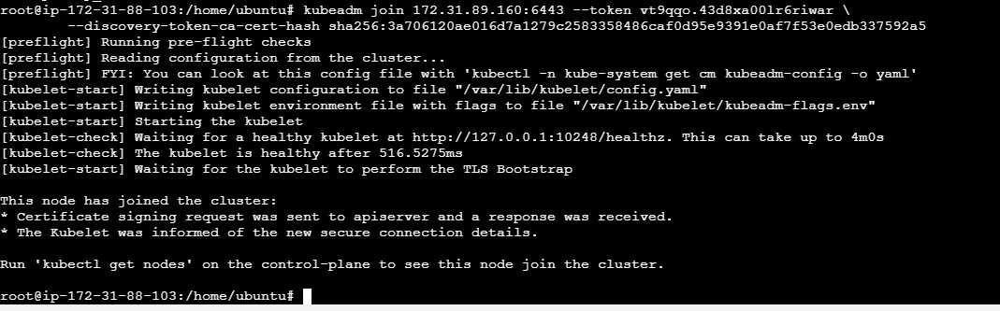 root@ip-172-31-88-103:/home/ubuntu# kubeadm join 172.31.89.160:6443 --token vt9qqo.43d8xa00lr6riwar \
--discovery-token-ca-cert-hash sha256:3a706120ae016d7a1279c2583358486caf0d95e9391e0af7f53e0edb337592a5
[preflight] Running pre-flight checks
[preflight] Reading configuration from the cluster...
[preflight] FYI: You can look at this config file with 'kubectl -n kube-system get cm kubeadm-config -o yaml'
[kubelet-start] Writing kubelet configuration to file "/var/lib/kubelet/config.yaml"
[kubelet-start] Writing kubelet environment file with flags to file "/var/lib/kubelet/kubeadm-flags.env"
[kubelet-start] Starting the kubelet
[kubelet-check] Waiting for a healthy kubelet at http://127.0.0.1:10248/healthz. This can take up to 4m0s
[kubelet-check] The kubelet is healthy after 516.5275ms
[kubelet-start] Waiting for the kubelet to perform the TLS Bootstrap
This node has joined the cluster:
* Certificate signing request was sent to apiserver and a response was received.
* The Kubelet was informed of the new secure connection details.
Run 'kubectl get nodes' on the control-plane to see this node join the cluster.
root@ip-172-31-88-103:/home/ubuntu#